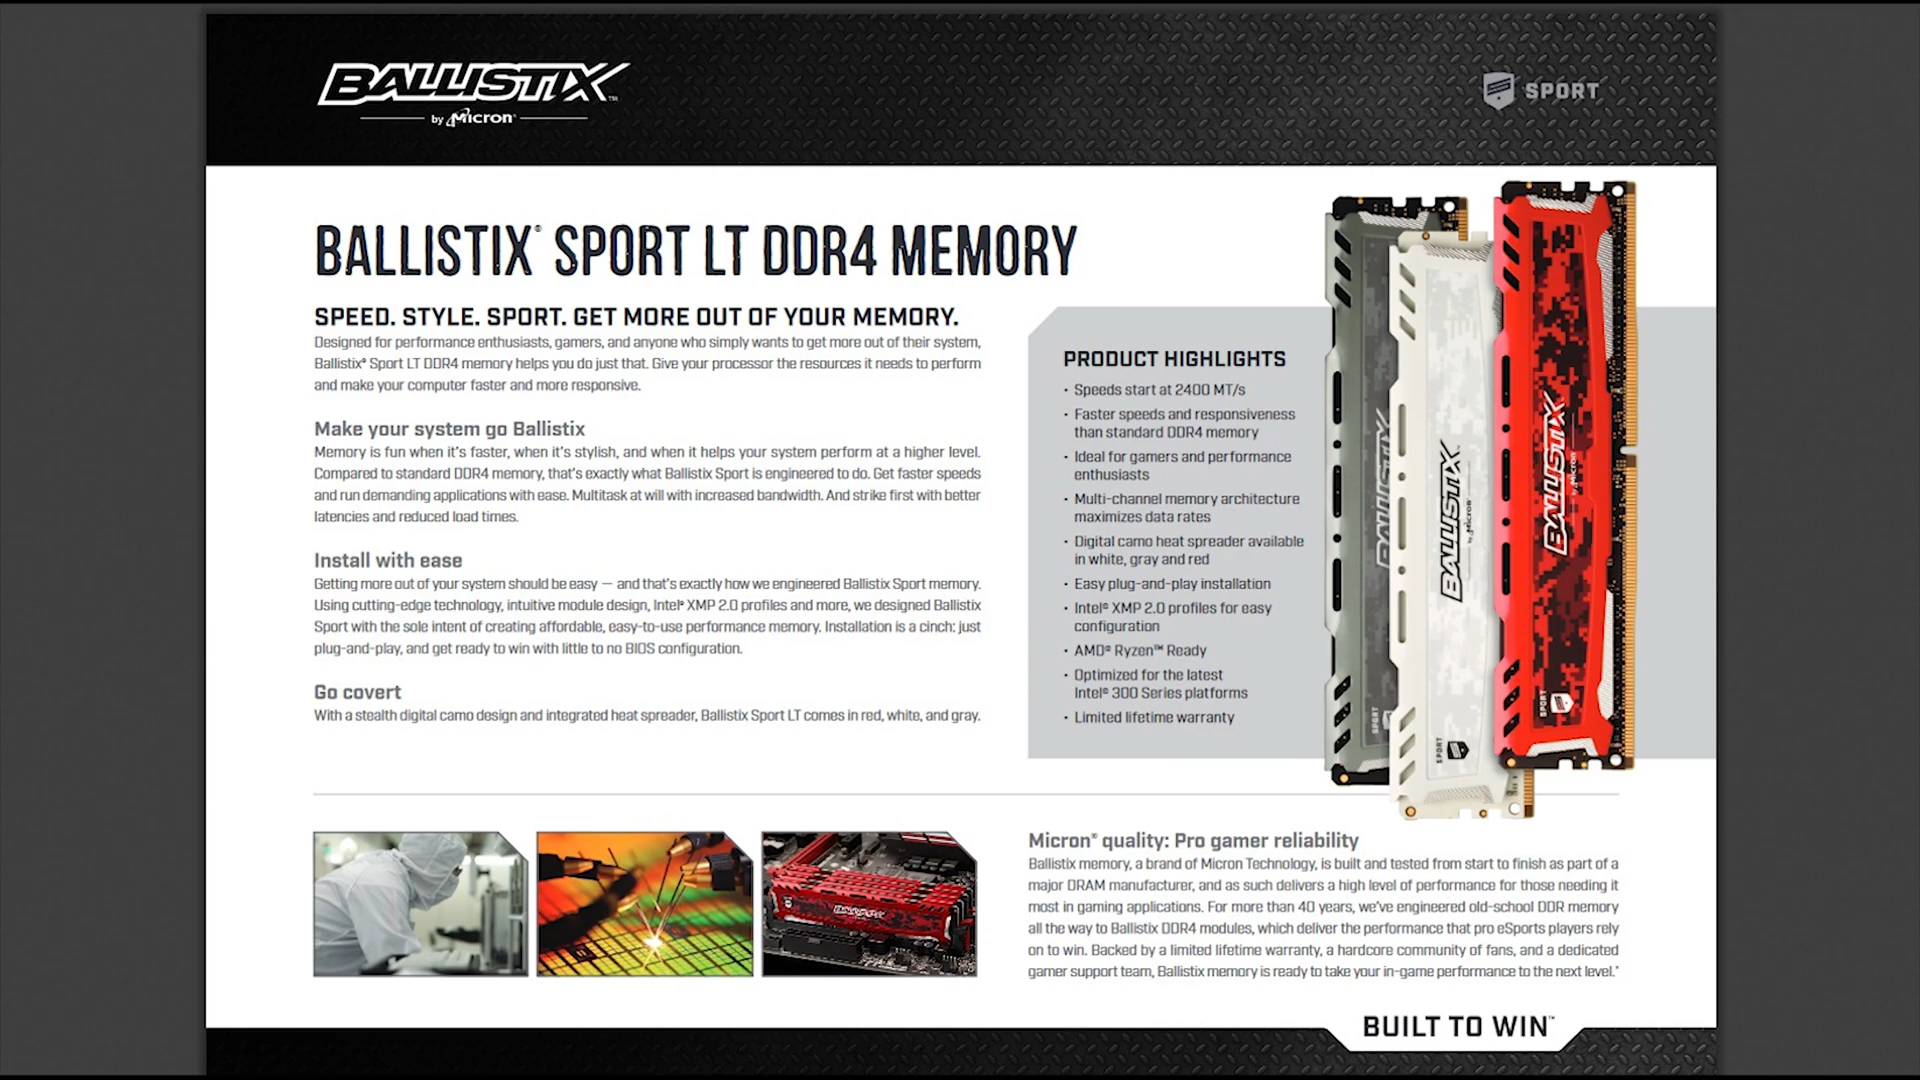 BALLISTIX™
by Micron®
SPORT
BALLISTIX® SPORT LT DDR4 MEMORY
SPEED. STYLE. SPORT. GET MORE OUT OF YOUR MEMORY.
Designed for performance enthusiasts, gamers, and anyone who simply wants to get more out of their system,
Ballistix® Sport LT DDR4 memory helps you do just that. Give your processor the resources it needs to perform
and make your computer faster and more responsive.
Make your system go Ballistix
Memory is fun when it's faster, when it's stylish, and when it helps your system perform at a higher level.
Compared to standard DDR4 memory, that's exactly what Ballistix Sport is engineered to do. Get faster speeds
and run demanding applications with ease. Multitask at will with increased bandwidth. And strike first with better
latencies and reduced load times.
Install with ease
Getting more out of your system should be easy — and that's exactly how we engineered Ballistix Sport memory.
Using cutting-edge technology, intuitive module design, Intel® XMP 2.0 profiles and more, we designed Ballistix
Sport with the sole intent of creating affordable, easy-to-use performance memory. Installation is a cinch: just
plug-and-play, and get ready to win with little to no BIOS configuration.
Go covert
With a stealth digital camo design and integrated heat spreader, Ballistix Sport LT comes in red, white, and gray.
PRODUCT HIGHLIGHTS
• Speeds start at 2400 MT/s
• Faster speeds and responsiveness
than standard DDR4 memory
• Ideal for gamers and performance
enthusiasts
• Multi-channel memory architecture
maximizes data rates
• Digital camo heat spreader available
in white, gray and red
• Easy plug-and-play installation
• Intel® XMP 2.0 profiles for easy
configuration
• AMD® Ryzen™ Ready
• Optimized for the latest
Intel® 300 Series platforms
• Limited lifetime warranty
BALLISTIX
SPORT
BALLISTIX
by Micron
SPORT
BALLISTIX
by Micron
SPORT
BALLISTIX
Micron® quality: Pro gamer reliability
Ballistix memory, a brand of Micron Technology, is built and tested from start to finish as part of a
major DRAM manufacturer, and as such delivers a high level of performance for those needing it
most in gaming applications. For more than 40 years, we've engineered old-school DDR memory
all the way to Ballistix DDR4 modules, which deliver the performance that pro eSports players rely
on to win. Backed by a limited lifetime warranty, a hardcore community of fans, and a dedicated
gamer support team, Ballistix memory is ready to take your in-game performance to the next level.*
BUILT TO WIN™